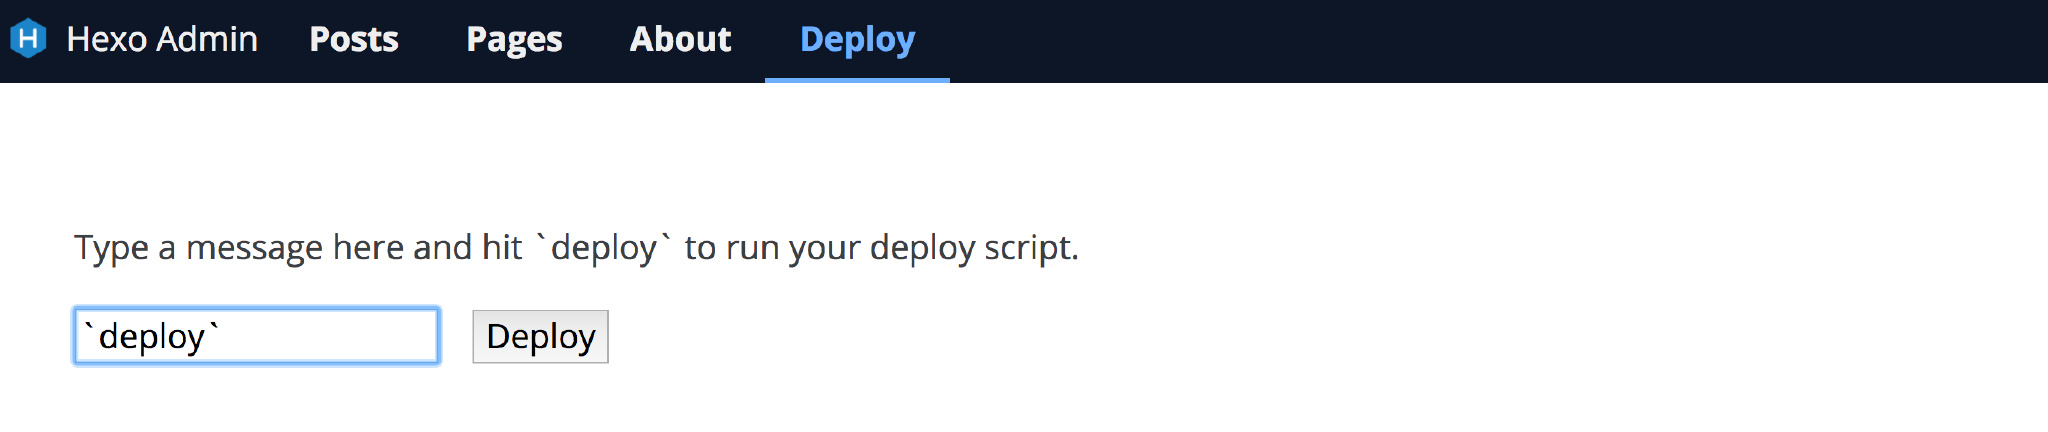 H Hexo Admin Posts Pages About Deploy
Type a message here and hit `deploy` to run your deploy script.
`deploy` Deploy